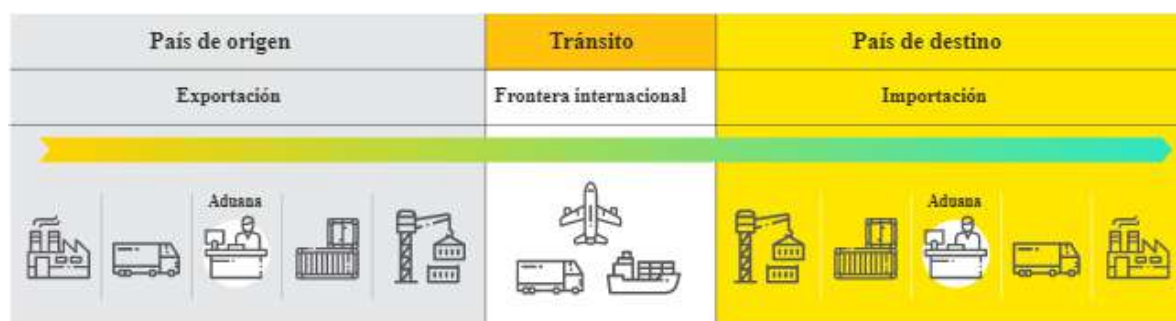 País de origen
Tránsito
País de destino
Exportación
Frontera internacional
Importación
Aduana
Aduana